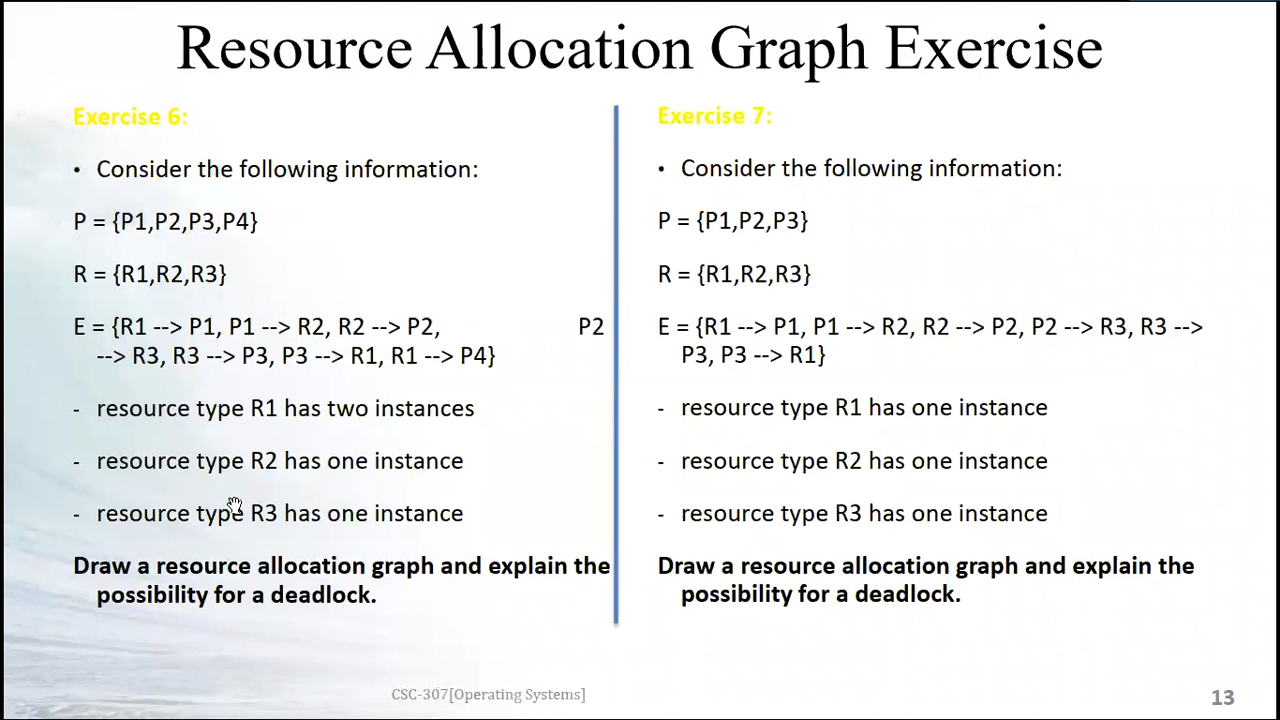 Resource Allocation Graph Exercise
Exercise 6:
• Consider the following information:
P = {P1,P2,P3,P4}
R = {R1,R2,R3}
E = {R1 --> P1, P1 --> R2, R2 --> P2, P2
--> R3, R3 --> P3, P3 --> R1, R1 --> P4}
- resource type R1 has two instances
- resource type R2 has one instance
- resource type R3 has one instance
Draw a resource allocation graph and explain the
possibility for a deadlock.
Exercise 7:
• Consider the following information:
P = {P1,P2,P3}
R = {R1,R2,R3}
E = {R1 --> P1, P1 --> R2, R2 --> P2, P2 --> R3, R3 -->
P3, P3 --> R1}
- resource type R1 has one instance
- resource type R2 has one instance
- resource type R3 has one instance
Draw a resource allocation graph and explain the
possibility for a deadlock.
CSC-307[Operating Systems]
13